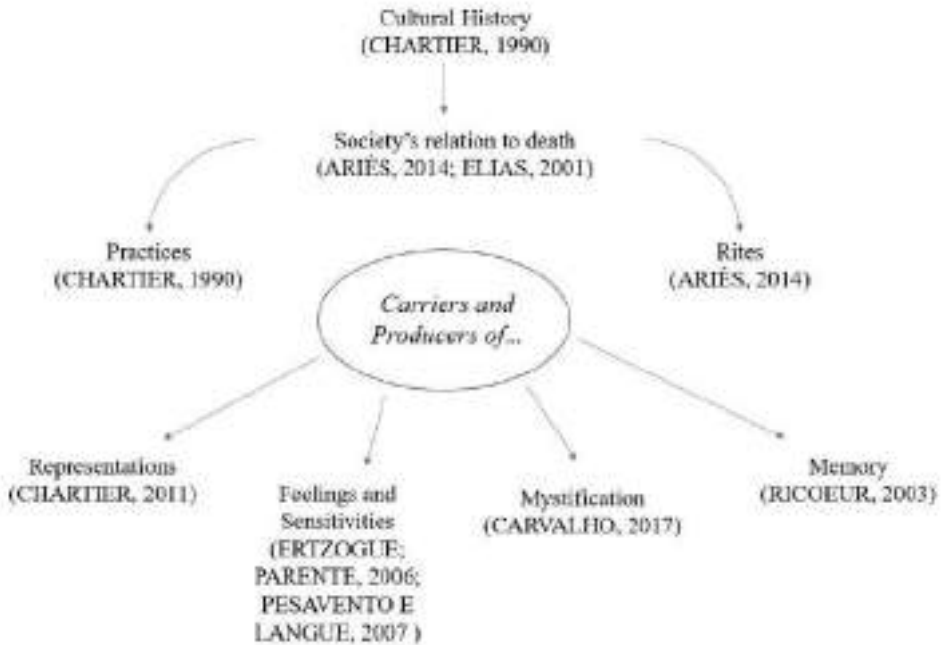 Cultural History
(CHARTIER, 1990)
Society's relation to death
(ARIÈS, 2014; ELIAS, 2001)
Practices
(CHARTIER, 1990)
Rites
(ARIÈS, 2014)
Carriers and
Producers of...
Representations
(CHARTIER, 2011)
Feelings and
Sensitivities
(ERTZOGUE;
PARENTE, 2006;
PESAVENTO E
LANGUE, 2007 )
Mystification
(CARVALHO, 2017)
Memory
(RICOEUR, 2003)